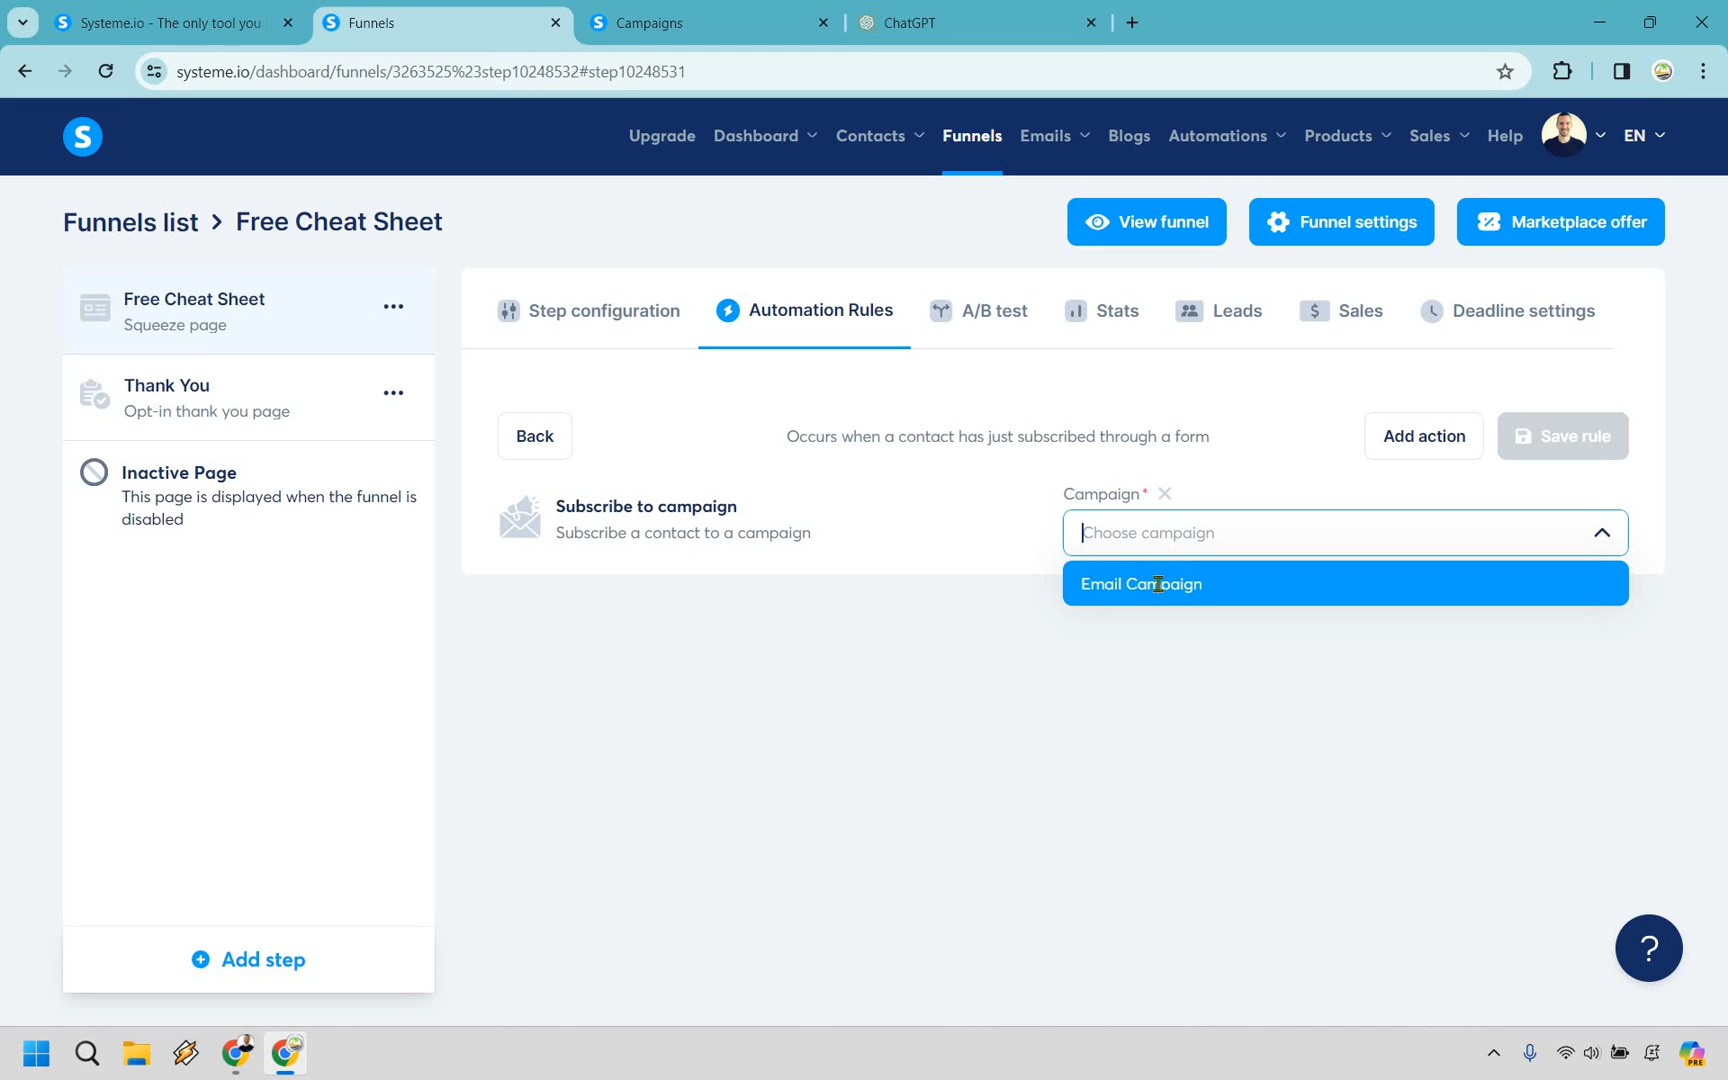 Systeme.io - The only tool you
Funnels
Campaigns
ChatGPT
systeme.io/dashboard/funnels/3263525%23step10248532#step10248531
S
Upgrade
Dashboard
Contacts
Funnels
Emails
Blogs
Automations
Products
Sales
Help
EN
Funnels list > Free Cheat Sheet
View funnel
Funnel settings
Marketplace offer
Free Cheat Sheet
Squeeze page
Thank You
Opt-in thank you page
Inactive Page
This page is displayed when the funnel is
disabled
Add step
Step configuration
Automation Rules
A/B test
Stats
Leads
Sales
Deadline settings
Back
Occurs when a contact has just subscribed through a form
Add action
Save rule
Subscribe to campaign
Subscribe a contact to a campaign
Campaign *
Choose campaign
Email Campaign
?
PRE